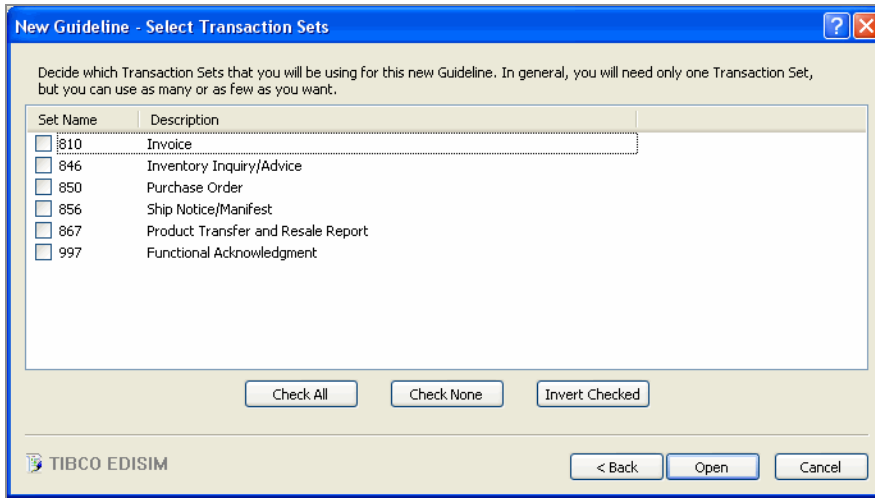 New Guideline - Select Transaction Sets
Decide which Transaction Sets that you will be using for this new Guideline. In general, you will need only one Transaction Set,
but you can use as many or as few as you want.
Set Name Description
810 Invoice
846 Inventory Inquiry/Advice
850 Purchase Order
856 Ship Notice/Manifest
867 Product Transfer and Resale Report
997 Functional Acknowledgment
Check All Check None Invert Checked
TIBCO EDISIM < Back Open Cancel